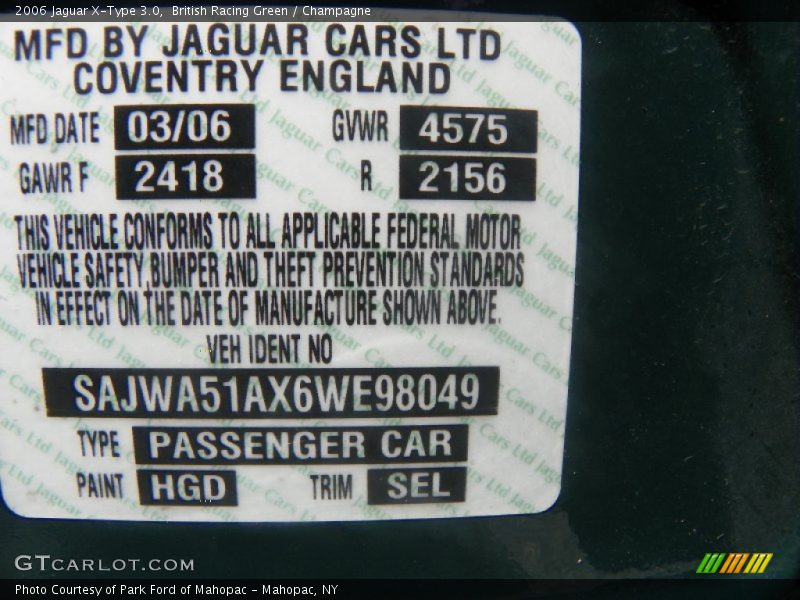 2006 Jaguar X-Type 3.0, British Racing Green / Champagne
MFD BY JAGUAR CARS LTD
COVENTRY ENGLAND
MFD DATE 03/06 GVWR 4575
GAWR F 2418 R 2156
THIS VEHICLE CONFORMS TO ALL APPLICABLE FEDERAL MOTOR
VEHICLE SAFETY,BUMPER AND THEFT PREVENTION STANDARDS
IN EFFECT ON THE DATE OF MANUFACTURE SHOWN ABOVE.
VEH IDENT NO
SAJWA51AX6WE98049
TYPE PASSENGER CAR
PAINT HGD TRIM SEL
GTCARLOT.COM
Photo Courtesy of Park Ford of Mahopac - Mahopac, NY